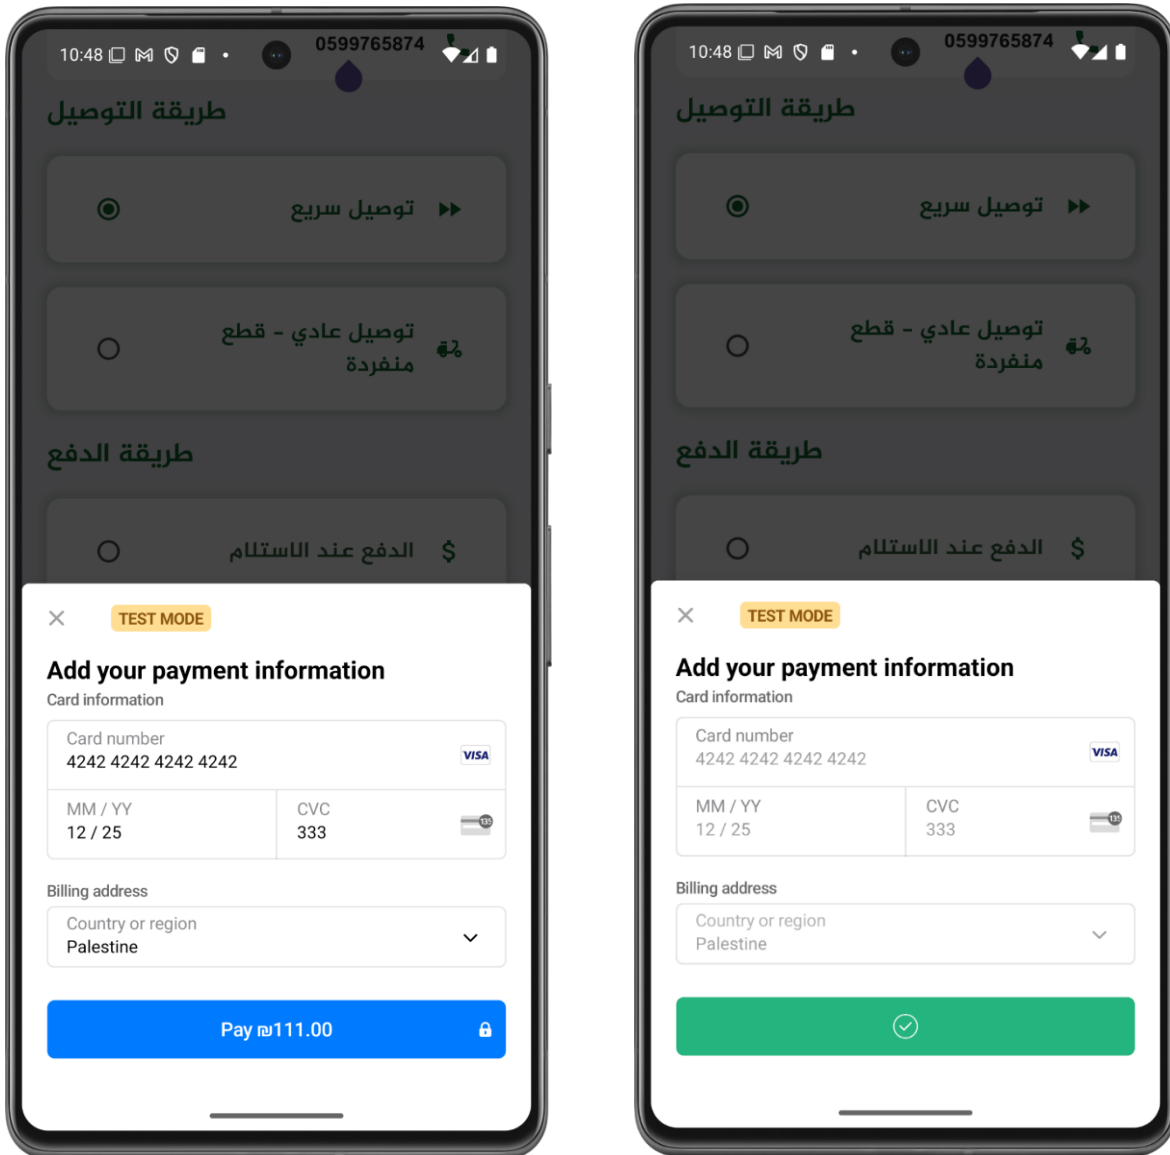 10:48
0599765874
طريقة التوصيل
توصيل سريع
توصيل عادي - قطع
منفردة
طريقة الدفع
الدفع عند الاستلام
TEST MODE
Add your payment information
Card information
Card number
4242 4242 4242 4242
VISA
MM / YY
12 / 25
CVC
333
135
Billing address
Country or region
Palestine
Pay ₪111.00
10:48
0599765874
طريقة التوصيل
توصيل سريع
توصيل عادي - قطع
منفردة
طريقة الدفع
الدفع عند الاستلام
TEST MODE
Add your payment information
Card information
Card number
4242 4242 4242 4242
VISA
MM / YY
12 / 25
CVC
333
135
Billing address
Country or region
Palestine